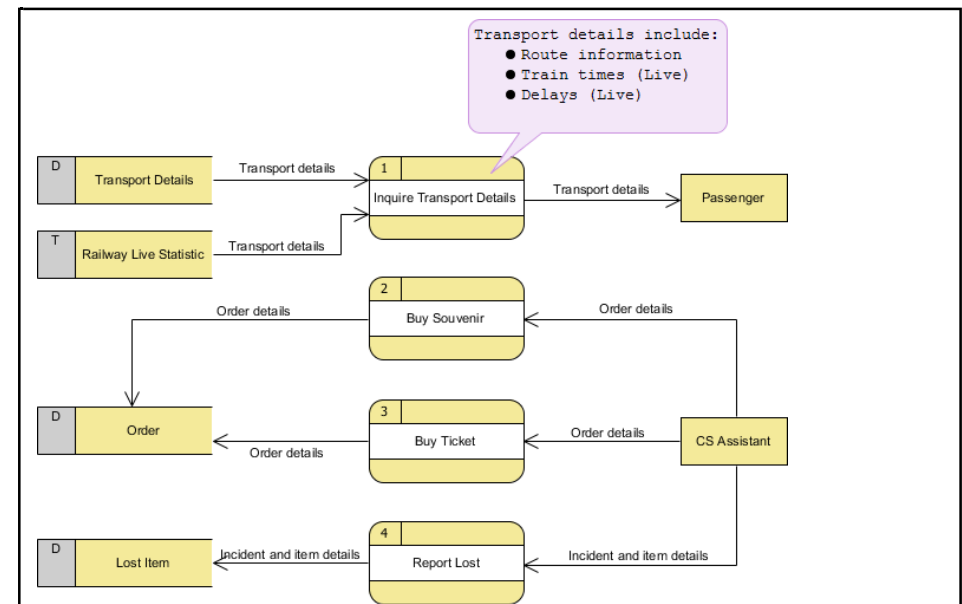 Transport details include:
● Route information
● Train times (Live)
● Delays (Live)
D
Transport Details
Transport details
1
Inquire Transport Details
Transport details
Passenger
T
Railway Live Statistic
Transport details
2
Buy Souvenir
Order details
Order details
D
Order
Order details
3
Buy Ticket
Order details
CS Assistant
D
Lost Item
Incident and item details
4
Report Lost
Incident and item details